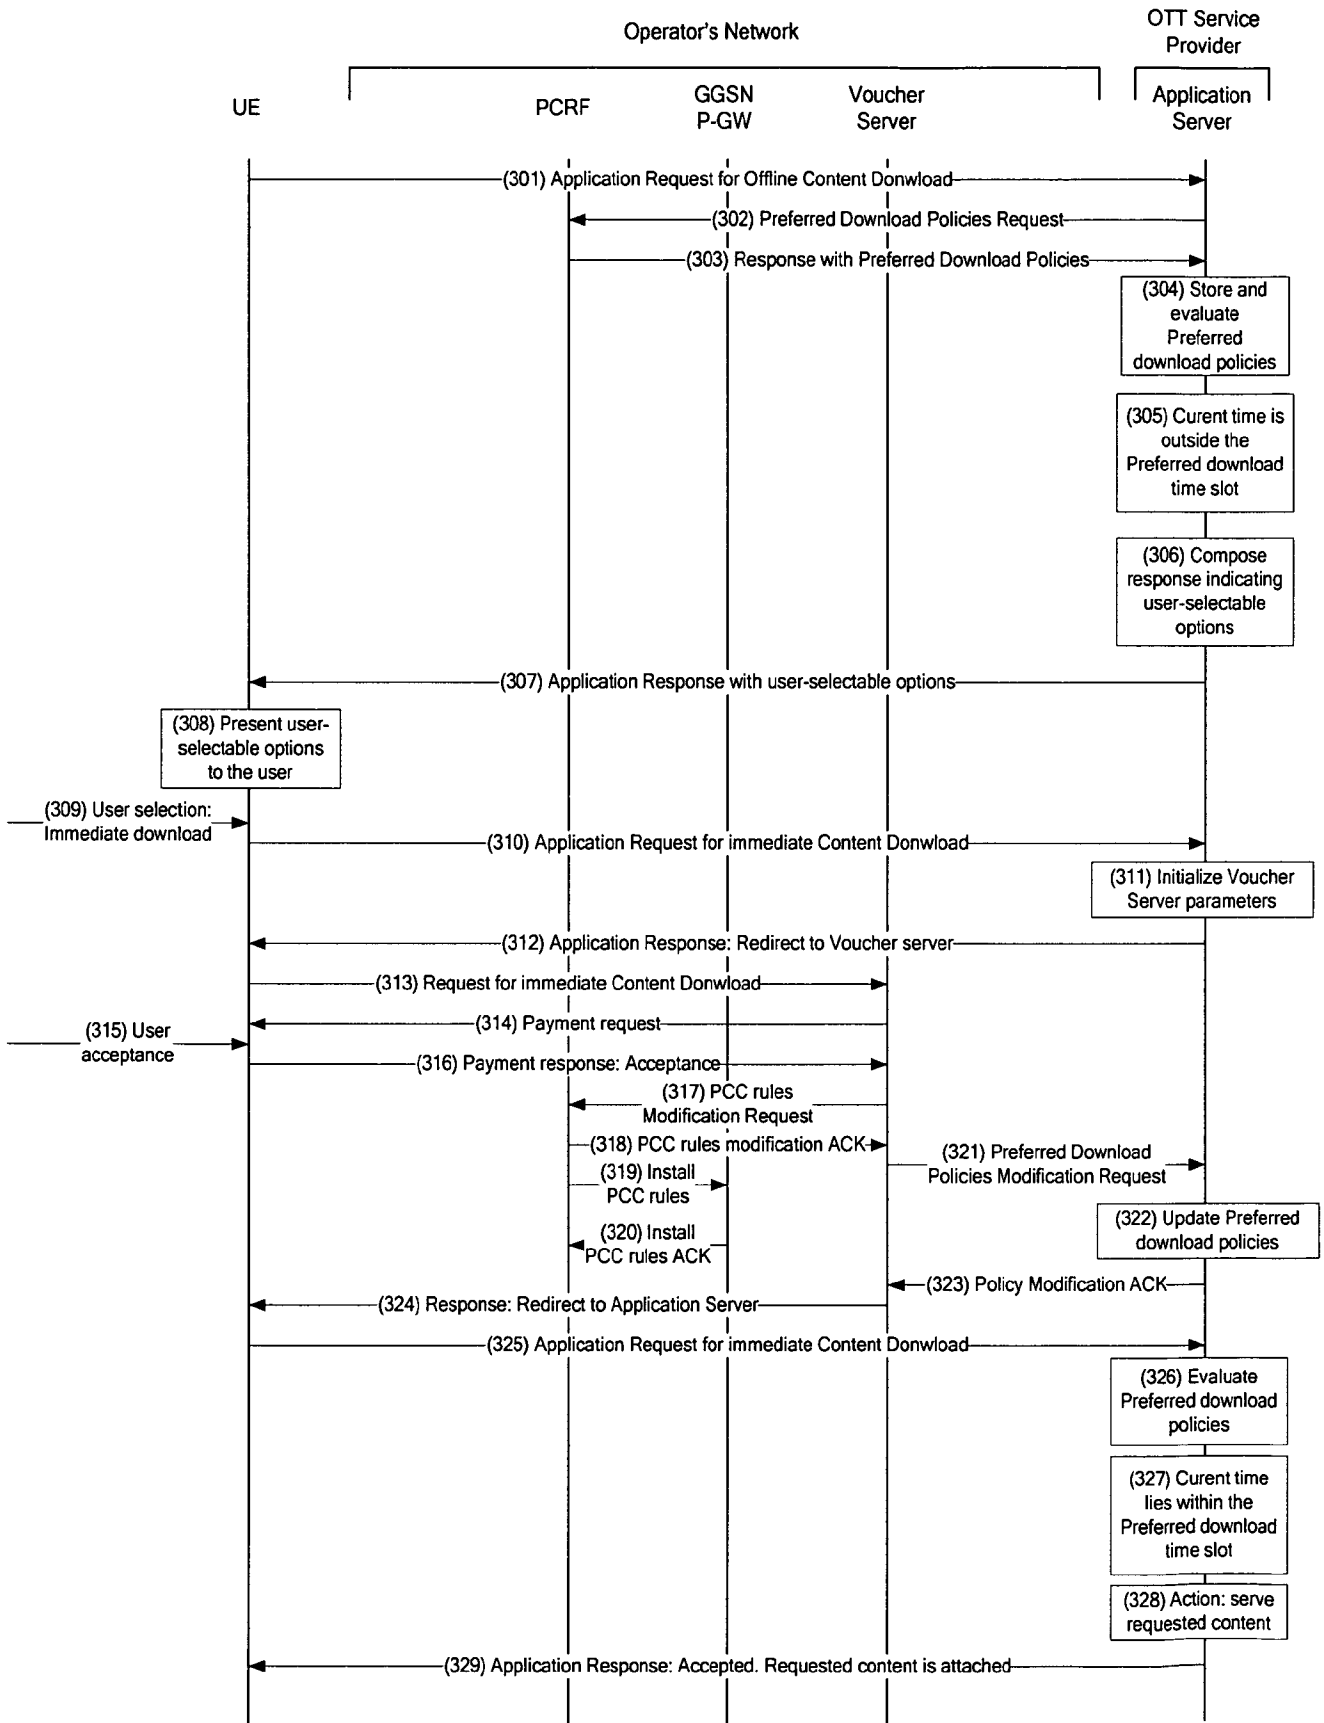 Operator's Network
OTT Service
Provider
UE
PCRF
GGSN
P-GW
Voucher
Server
Application
Server
(301) Application Request for Offline Content Donwload
(302) Preferred Download Policies Request
(303) Response with Preferred Download Policies
(304) Store and
evaluate
Preferred
download policies
(305) Curent time is
outside the
Preferred download
time slot
(306) Compose
response indicating
user-selectable
options
(307) Application Response with user-selectable options
(308) Present user-
selectable options
to the user
(309) User selection:
Immediate download
(310) Application Request for immediate Content Donwload
(311) Initialize Voucher
Server parameters
(312) Application Response: Redirect to Voucher server
(313) Request for immediate Content Donwload
(314) Payment request
(315) User
acceptance
(316) Payment response: Acceptance
(317) PCC rules
Modification Request
(318) PCC rules modification ACK
(319) Install
PCC rules
(320) Install
PCC rules ACK
(321) Preferred Download
Policies Modification Request
(322) Update Preferred
download policies
(323) Policy Modification ACK
(324) Response: Redirect to Application Server
(325) Application Request for immediate Content Donwload
(326) Evaluate
Preferred download
policies
(327) Curent time
lies within the
Preferred download
time slot
(328) Action: serve
requested content
(329) Application Response: Accepted. Requested content is attached